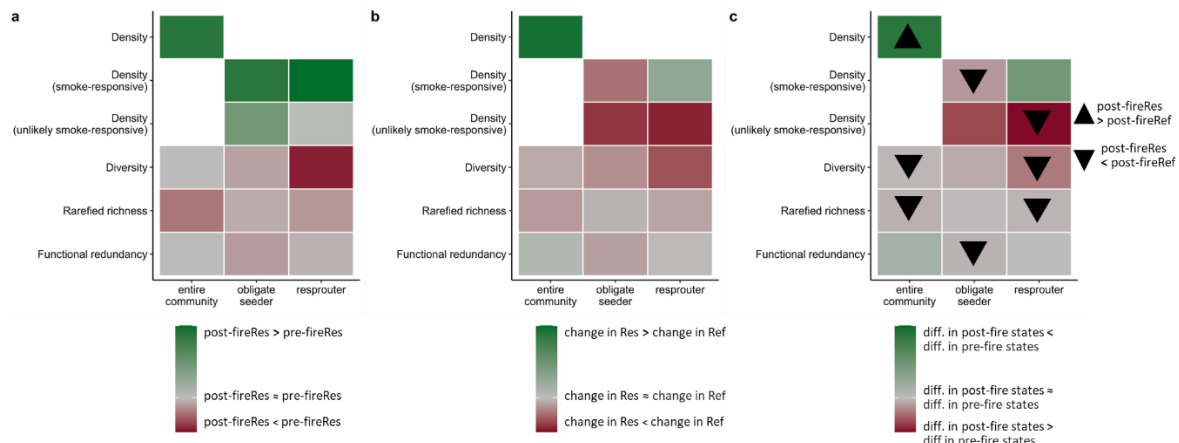 a
Density
Density
(smoke-responsive)
Density
(unlikely smoke-responsive)
Diversity
Rarefied richness
Functional redundancy
entire
community
obligate
seeder
resprouter
post-fireRes > pre-fireRes
post-fireRes ≈ pre-fireRes
post-fireRes < pre-fireRes
b
Density
Density
(smoke-responsive)
Density
(unlikely smoke-responsive)
Diversity
Rarefied richness
Functional redundancy
entire
community
obligate
seeder
resprouter
change in Res > change in Ref
change in Res ≈ change in Ref
change in Res < change in Ref
c
Density
Density
(smoke-responsive)
Density
(unlikely smoke-responsive)
Diversity
Rarefied richness
Functional redundancy
entire
community
obligate
seeder
resprouter
post-fireRes
> post-fireRef
post-fireRes
< post-fireRef
diff. in post-fire states <
diff. in pre-fire states
diff. in post-fire states ≈
diff. in pre-fire states
diff. in post-fire states >
diff in pre-fire states